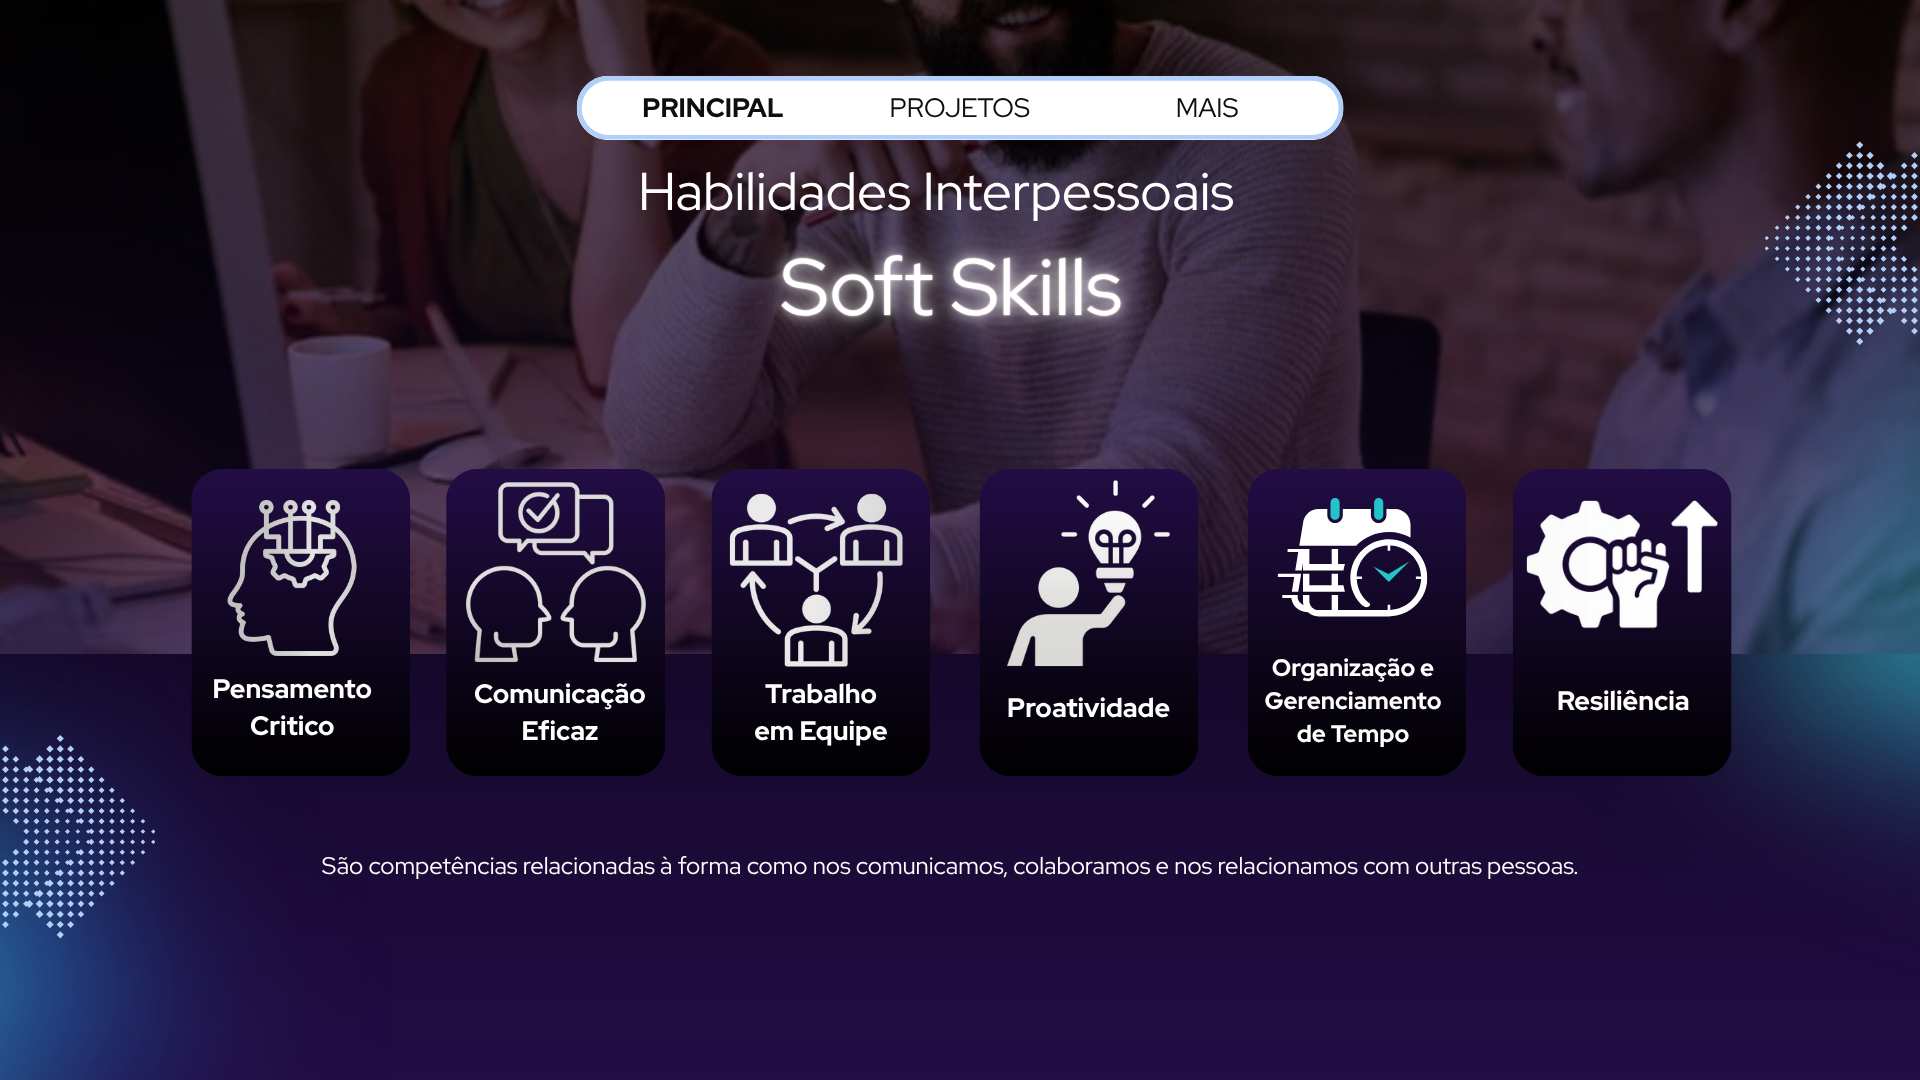 PRINCIPAL PROJETOS MAIS
Habilidades Interpessoais
Soft Skills
Pensamento
Critico
Comunicação
Eficaz
Trabalho
em Equipe
Proatividade
Organização e
Gerenciamento
de Tempo
Resiliência
São competências relacionadas à forma como nos comunicamos, colaboramos e nos relacionamos com outras pessoas.